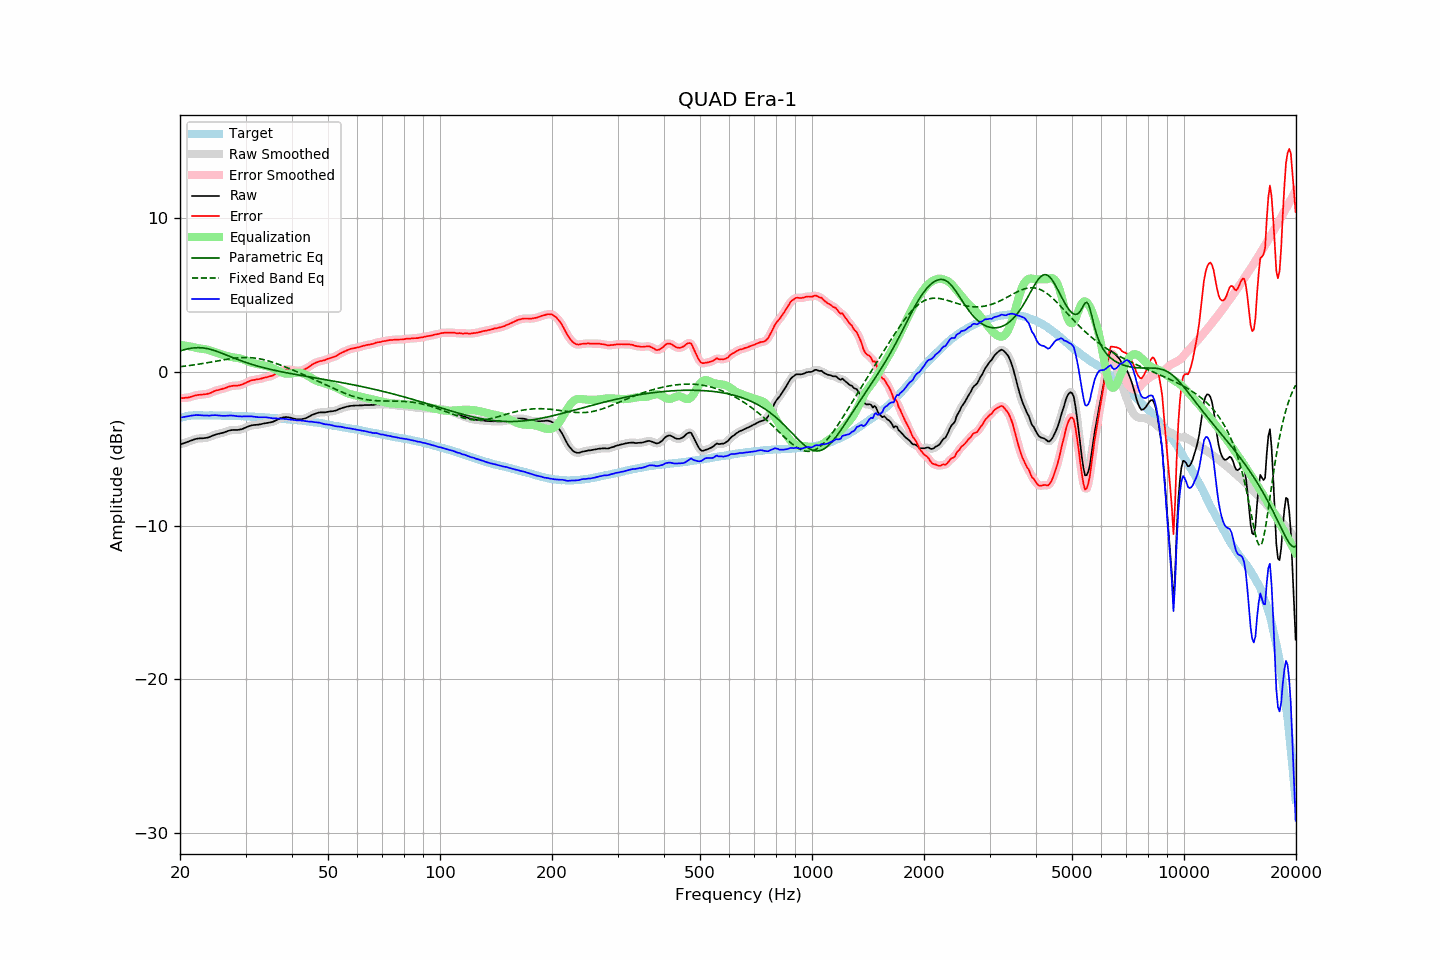 QUAD Era-1
Target
Raw Smoothed
Error Smoothed
Raw
Error
Equalization
Parametric Eq
Fixed Band Eq
Equalized
Amplitude (dBr)
10
0
−10
−20
−30
20 50 100 200 500 1000 2000 5000 10000 20000
Frequency (Hz)